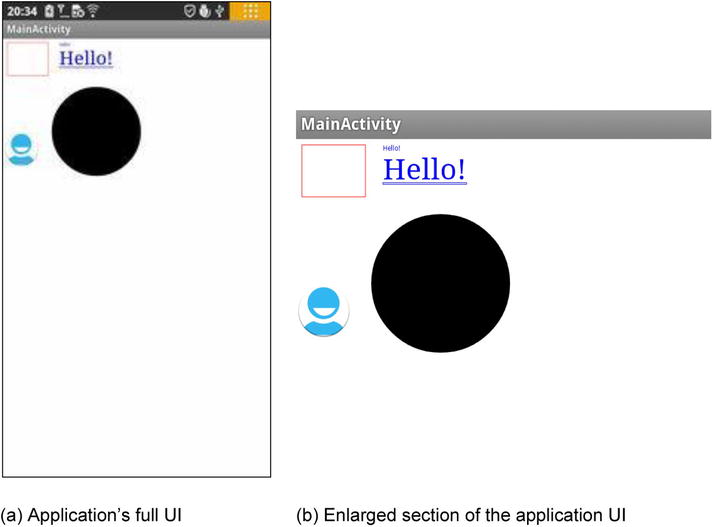 20:34
MainActivity
Hello!
Hello!
MainActivity
Hello!
Hello!
(a) Application's full UI
(b) Enlarged section of the application UI